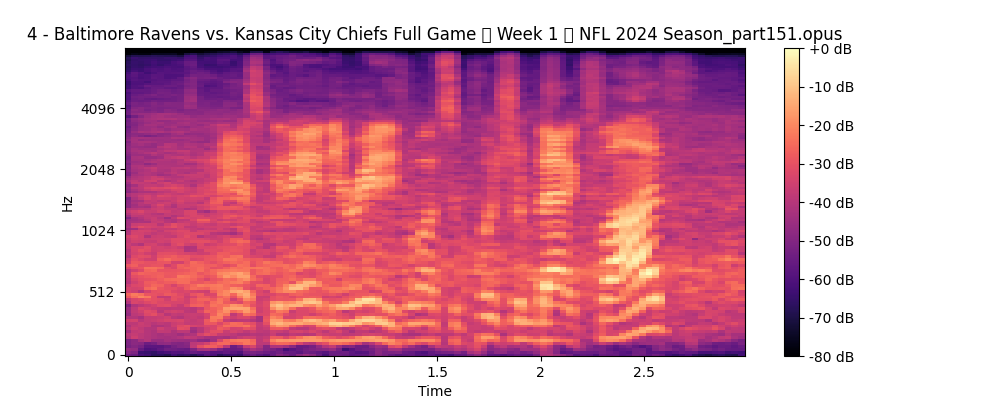 4 - Baltimore Ravens vs. Kansas City Chiefs Full Game ▯ Week 1 ▯ NFL 2024 Season_part151.opus
+0 dB
-10 dB
-20 dB
-30 dB
-40 dB
-50 dB
-60 dB
-70 dB
-80 dB
4096
2048
1024
512
0
Hz
0
0.5
1
1.5
2
2.5
Time